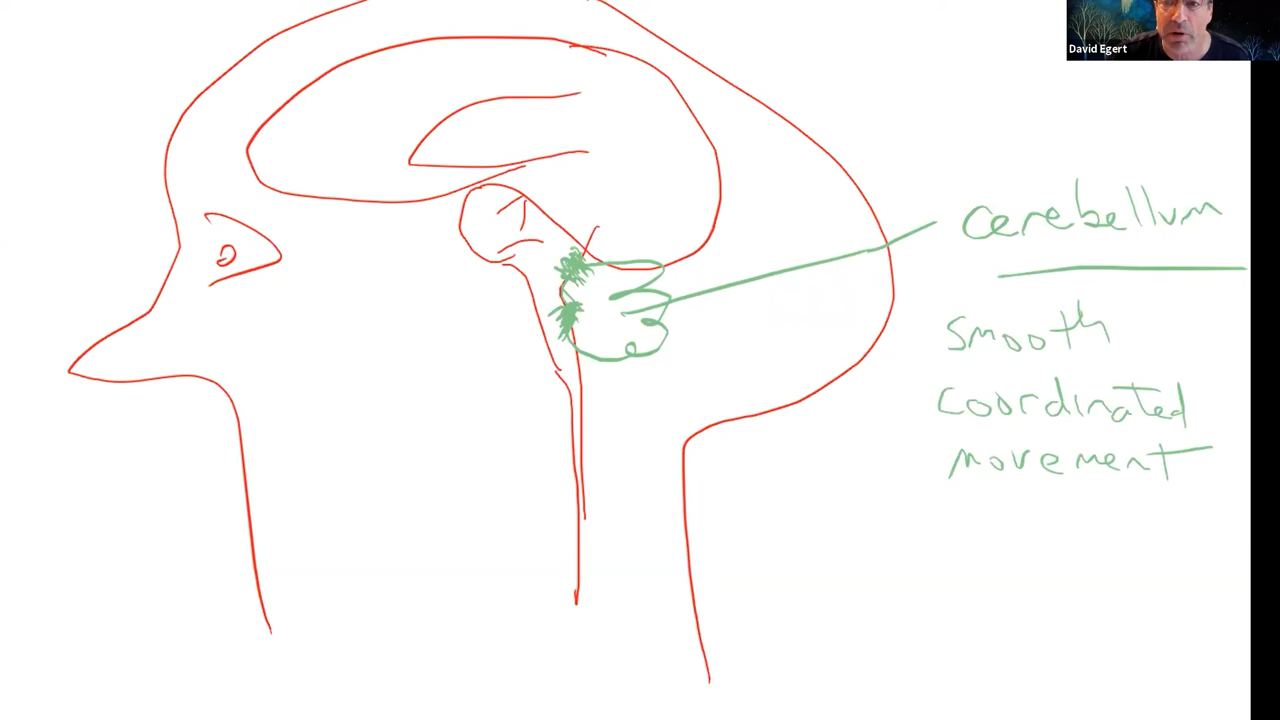 David Egert
cerebellum
smooth
coordinated
movement